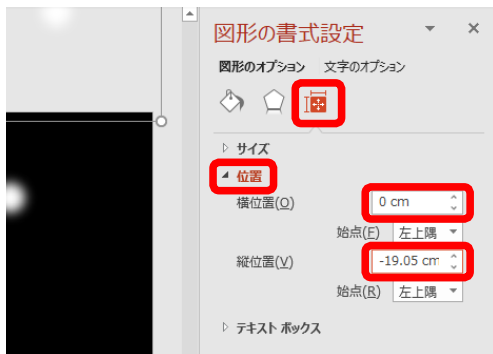 図形の書式設定
図形のオプション 文字のオプション
サイズ
位置
横位置(O) 0 cm
始点(F) 左上隅
縦位置(V) -19.05 cm
始点(R) 左上隅
テキスト ボックス